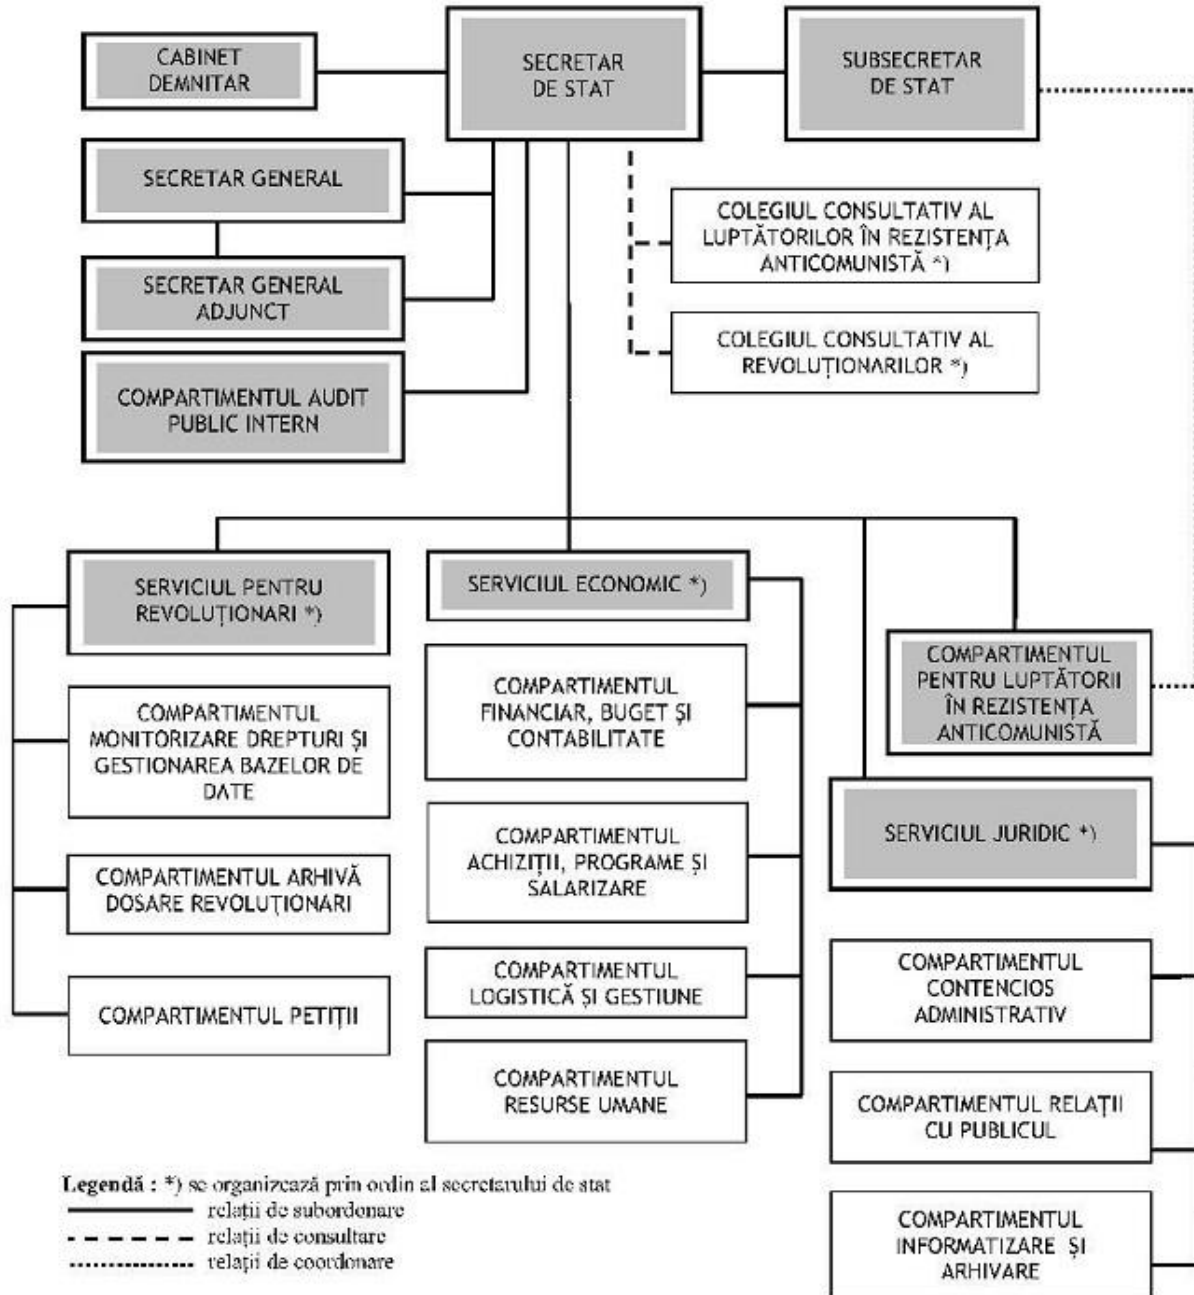 CABINET
DEMNITAR
SECRETAR
DE STAT
SUBSECRETAR
DE STAT
SECRETAR GENERAL
COLEGIUL CONSULTATIV AL
LUPTĂTORILOR ÎN REZISTENȚA
ANTICOMUNISTĂ *)
SECRETAR GENERAL
ADJUNCT
COLEGIUL CONSULTATIV AL
REVOLUȚIONARILOR *)
COMPARTIMENTUL AUDIT
PUBLIC INTERN
SERVICIUL PENTRU
REVOLUȚIONARI *)
COMPARTIMENTUL
MONITORIZARE DREPTURI ȘI
GESTIONAREA BAZELOR DE
DATE
COMPARTIMENTUL ARHIVĂ
DOSARE REVOLUȚIONARI
COMPARTIMENTUL PETIȚII
SERVICIUL ECONOMIC *)
COMPARTIMENTUL
FINANCIAR, BUGET ȘI
CONTABILITATE
COMPARTIMENTUL
ACHIZIȚII, PROGRAME ȘI
SALARIZARE
COMPARTIMENTUL
LOGISTICĂ ȘI GESTIUNE
COMPARTIMENTUL
RESURSE UMANE
COMPARTIMENTUL
PENTRU LUPTĂTORII
ÎN REZISTENȚA
ANTICOMUNISTĂ
SERVICIUL JURIDIC *)
COMPARTIMENTUL
CONTENCIOS
ADMINISTRATIV
COMPARTIMENTUL RELAȚII
CU PUBLICUL
COMPARTIMENTUL
INFORMATIZARE ȘI
ARHIVARE
Legendă : *) se organizează prin ordin al secretarului de stat
relații de subordonare
relații de consultare
relații de coordonare